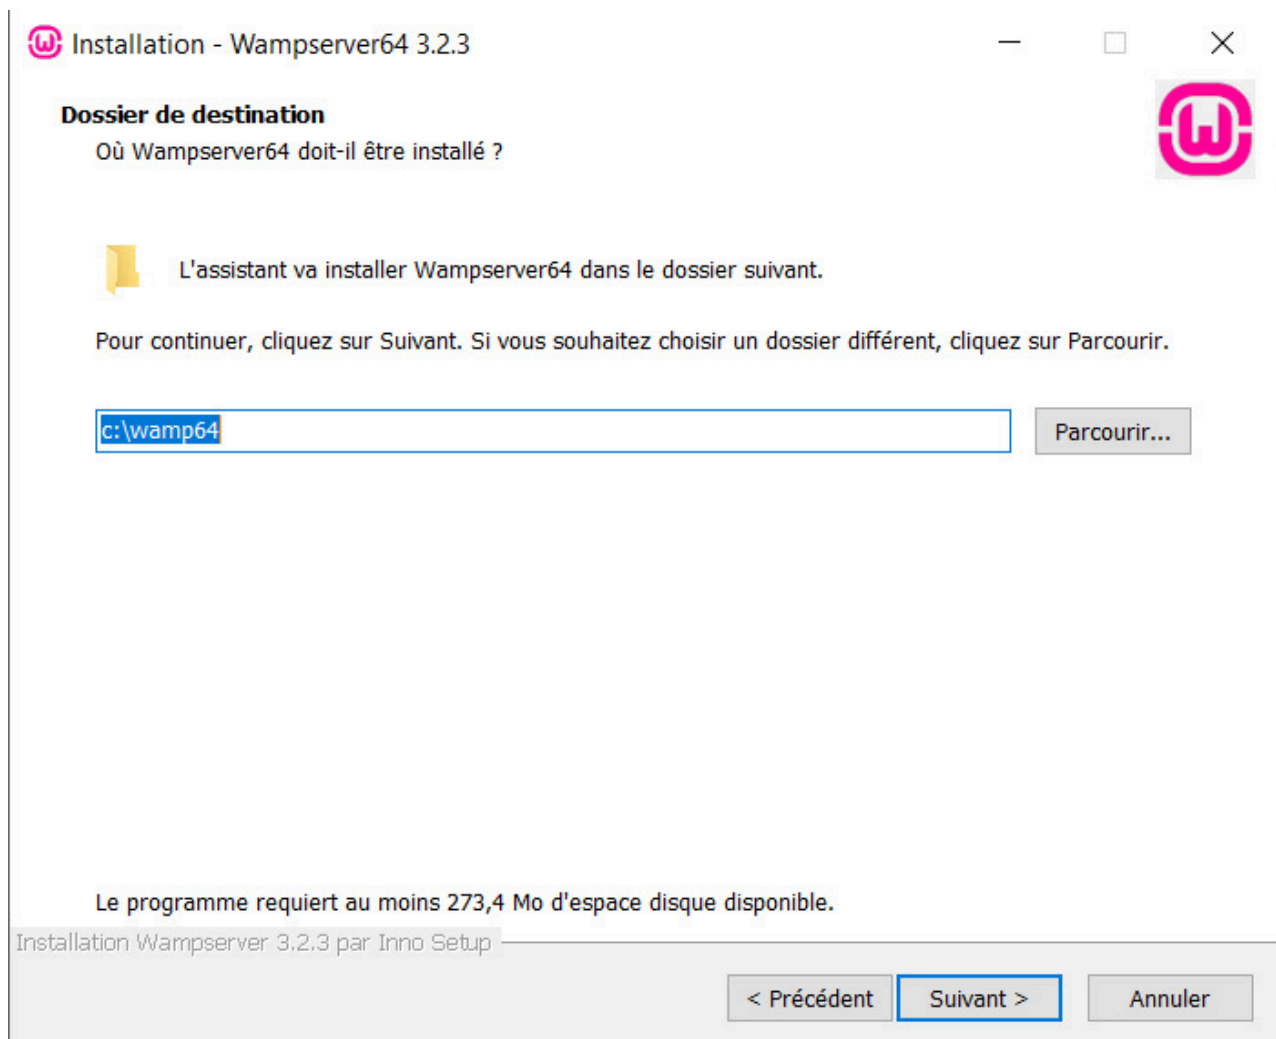 Installation - Wampserver64 3.2.3
Dossier de destination
Où Wampserver64 doit-il être installé ?
L'assistant va installer Wampserver64 dans le dossier suivant.
Pour continuer, cliquez sur Suivant. Si vous souhaitez choisir un dossier différent, cliquez sur Parcourir.
c:\wamp64
Parcourir...
Le programme requiert au moins 273,4 Mo d'espace disque disponible.
Installation Wampserver 3.2.3 par Inno Setup
< Précédent
Suivant >
Annuler